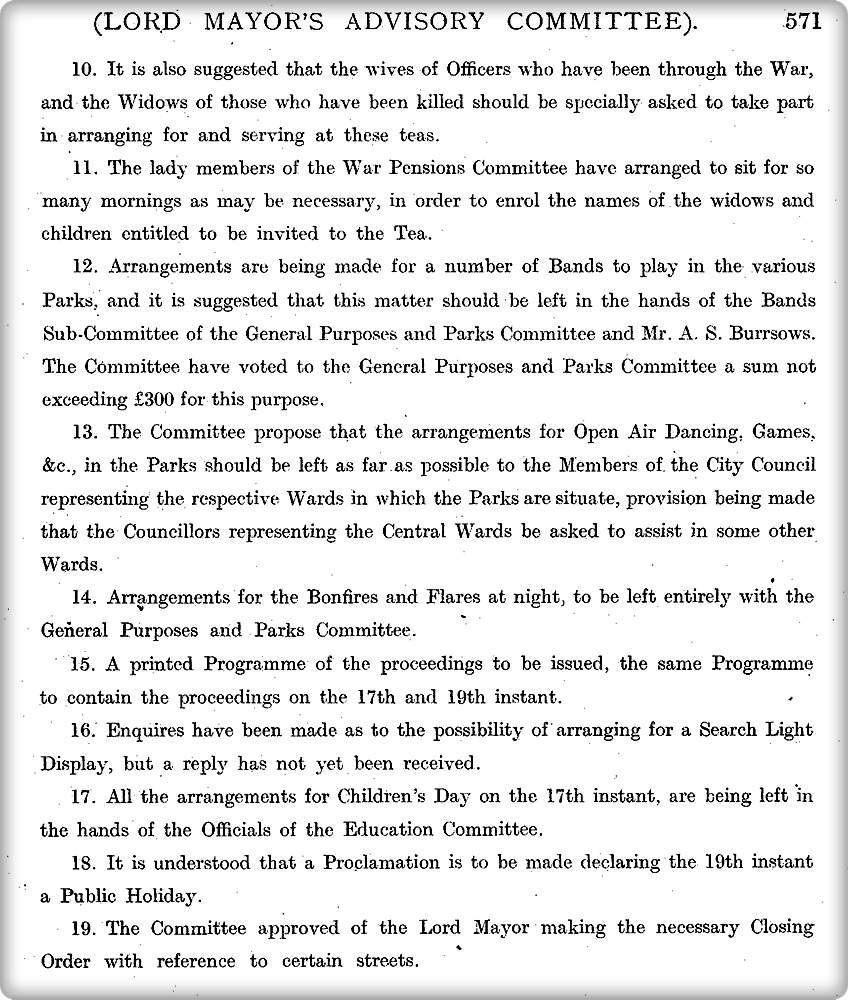 (LORD MAYOR'S ADVISORY COMMITTEE). 571
10. It is also suggested that the wives of Officers who have been through the War,
and the Widows of those who have been killed should be specially asked to take part
in arranging for and serving at these teas.
11. The lady members of the War Pensions Committee have arranged to sit for so
many mornings as may be necessary, in order to enrol the names of the widows and
children entitled to be invited to the Tea.
12. Arrangements are being made for a number of Bands to play in the various
Parks, and it is suggested that this matter should be left in the hands of the Bands
Sub-Committee of the General Purposes and Parks Committee and Mr. A. S. Burrsows.
The Committee have voted to the General Purposes and Parks Committee a sum not
exceeding £300 for this purpose.
13. The Committee propose that the arrangements for Open Air Dancing, Games,
&c., in the Parks should be left as far as possible to the Members of the City Council
representing the respective Wards in which the Parks are situate, provision being made
that the Councillors representing the Central Wards be asked to assist in some other
Wards.
14. Arrangements for the Bonfires and Flares at night, to be left entirely with the
General Purposes and Parks Committee.
15. A printed Programme of the proceedings to be issued, the same Programme
to contain the proceedings on the 17th and 19th instant.
16. Enquires have been made as to the possibility of arranging for a Search Light
Display, but a reply has not yet been received.
17. All the arrangements for Children's Day on the 17th instant, are being left in
the hands of the Officials of the Education Committee.
18. It is understood that a Proclamation is to be made declaring the 19th instant
a Public Holiday.
19. The Committee approved of the Lord Mayor making the necessary Closing
Order with reference to certain streets.